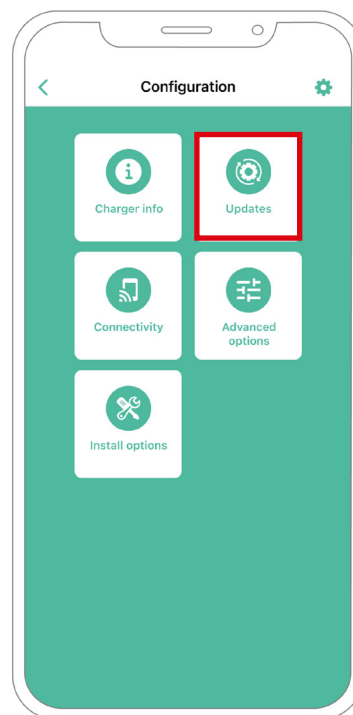 Configuration
Charger info
Updates
Connectivity
Advanced
options
Install options